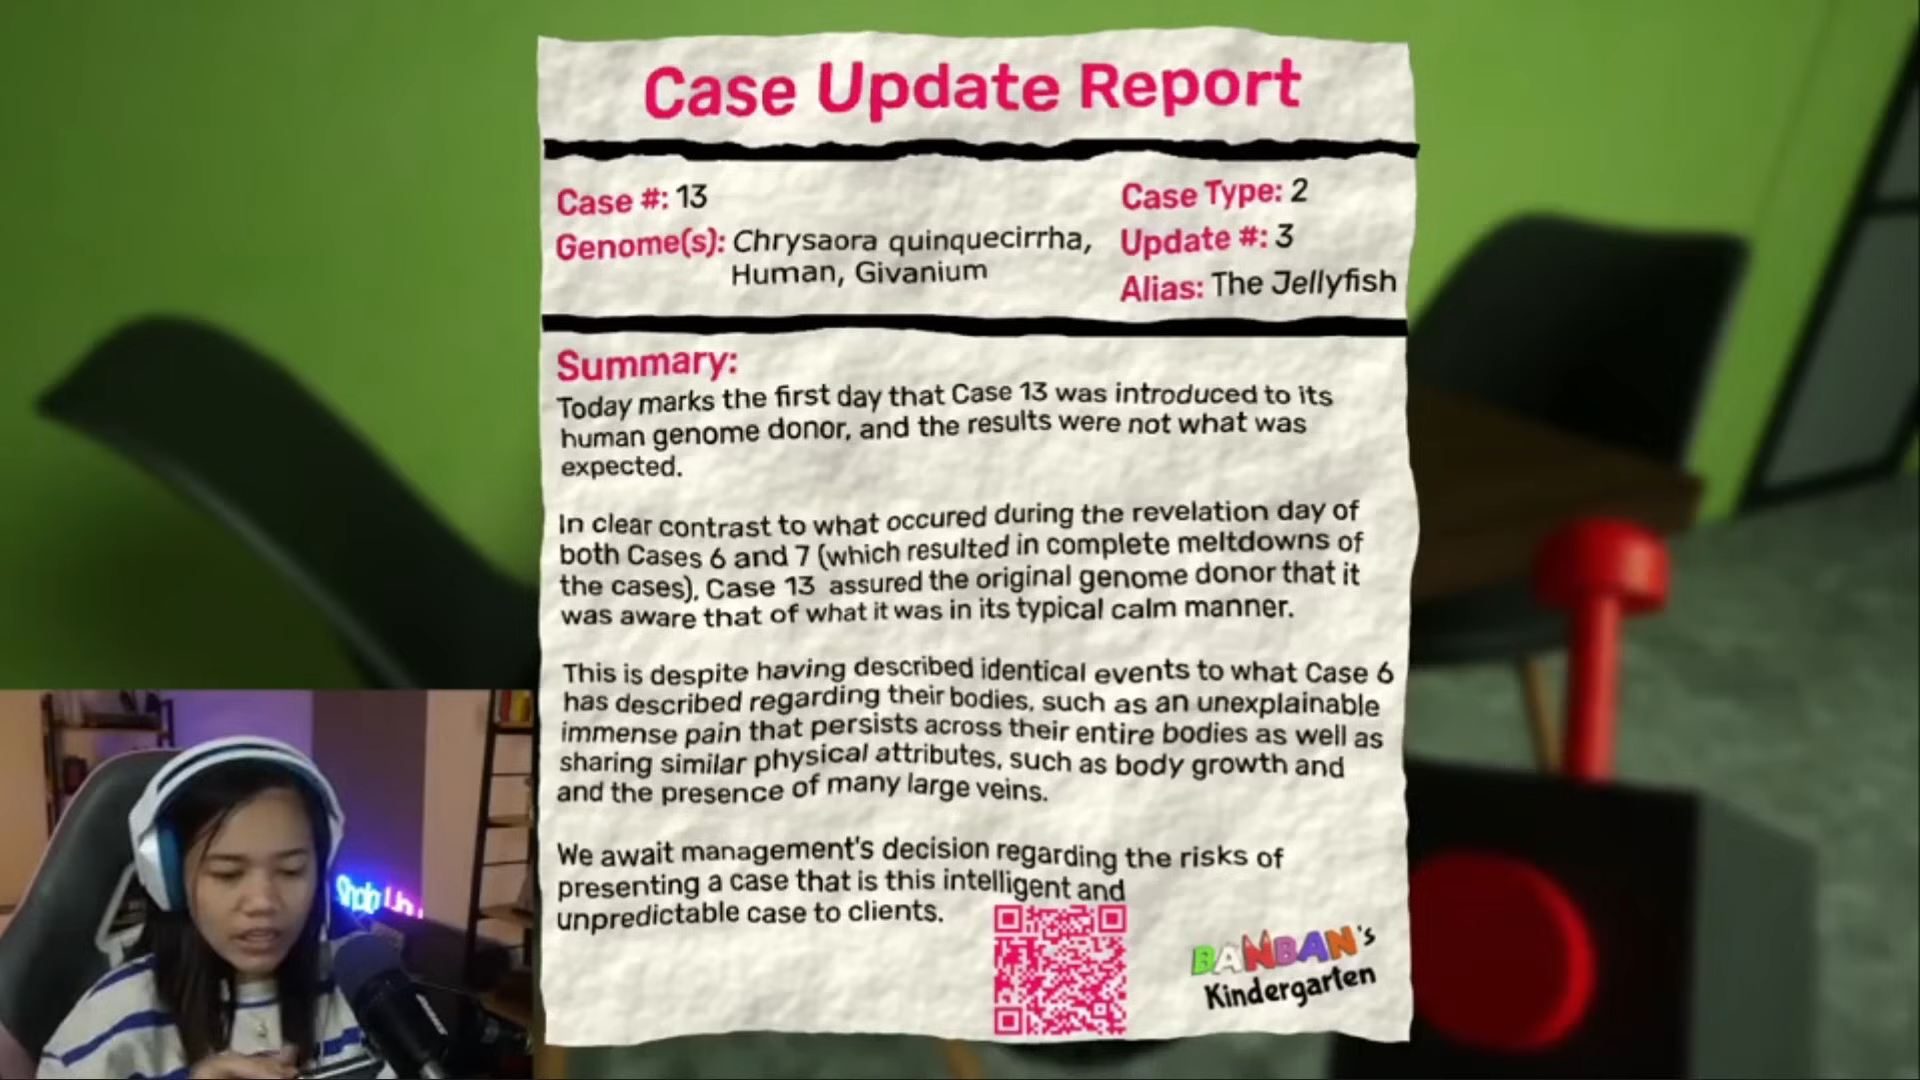 Case Update Report
Case #: 13
Genome(s): Chrysaora quinquecirrha,
Human, Givanium
Case Type: 2
Update #: 3
Alias: The Jellyfish
Summary:
Today marks the first day that Case 13 was introduced to its
human genome donor, and the results were not what was
expected.
In clear contrast to what occured during the revelation day of
both Cases 6 and 7 (which resulted in complete meltdowns of
the cases), Case 13 assured the original genome donor that it
was aware that of what it was in its typical calm manner.
This is despite having described identical events to what Case 6
has described regarding their bodies, such as an unexplainable
immense pain that persists across their entire bodies as well as
sharing similar physical attributes, such as body growth and
and the presence of many large veins.
We await management's decision regarding the risks of
presenting a case that is this intelligent and
unpredictable case to clients.
BANBAN's
Kindergarten